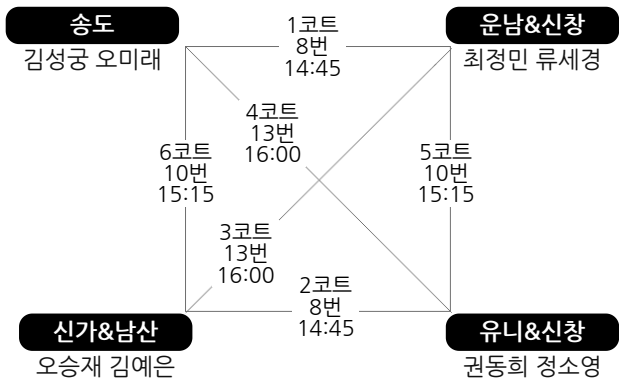 송도
김성궁 오미래
1코트
8번
14:45
운남&신창
최정민 류세경
4코트
13번
16:00
6코트
10번
15:15
5코트
10번
15:15
3코트
13번
16:00
2코트
8번
14:45
신가&남산
오승재 김예은
유니&신창
권동희 정소영